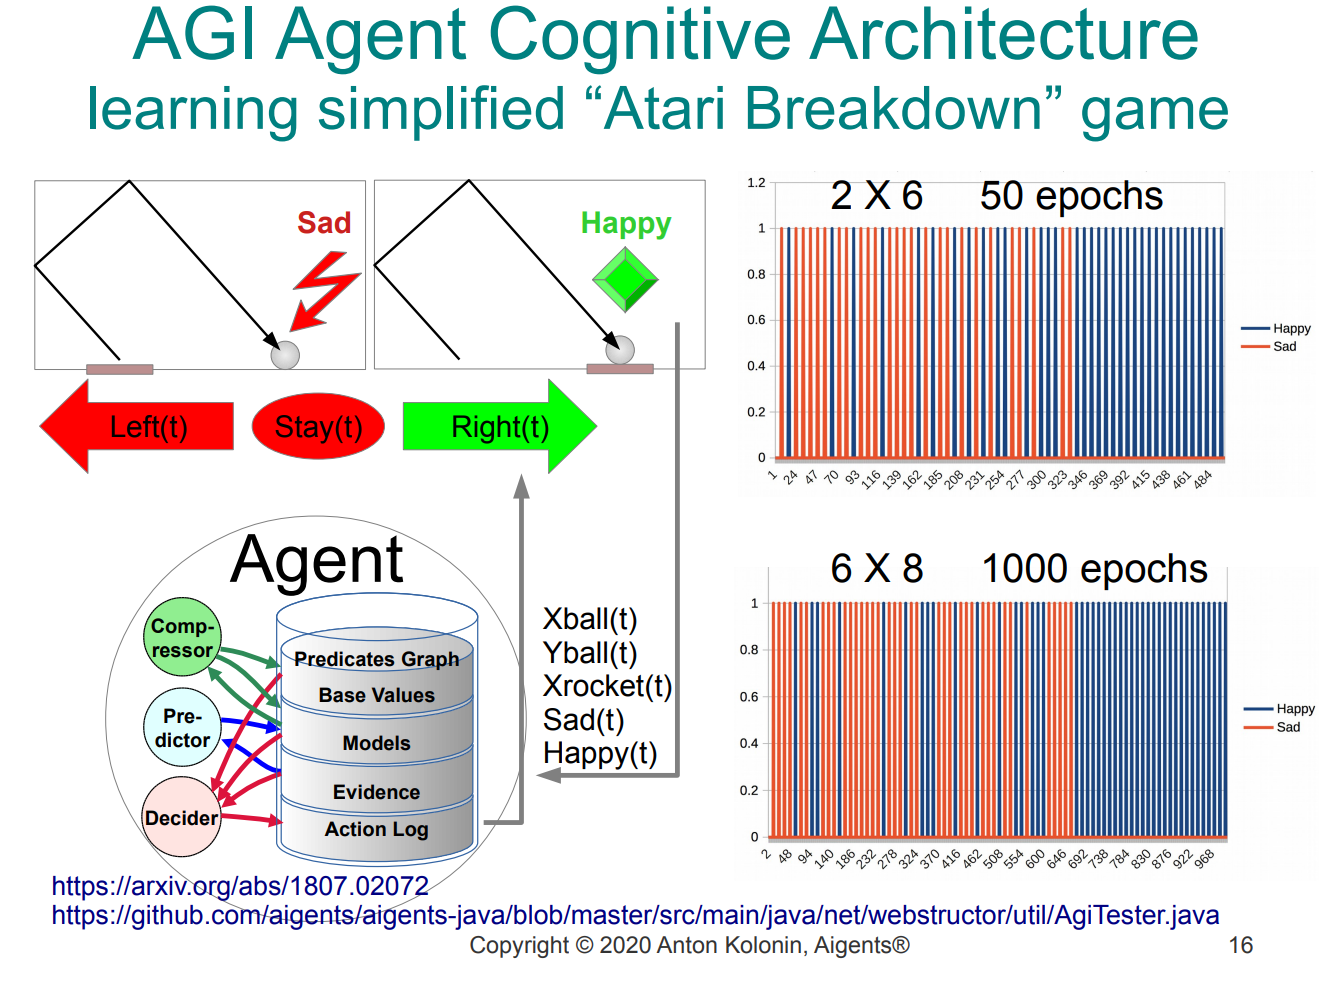 AGI Agent Cognitive Architecture
learning simplified “Atari Breakdown” game
Sad
Happy
Left(t)
Stay(t)
Right(t)
Agent
Comp-
ressor
Pre-
dictor
Decider
Predicates Graph
Base Values
Models
Evidence
Action Log
Xball(t)
Yball(t)
Xrocket(t)
Sad(t)
Happy(t)
2 X 6 50 epochs
1.2
1
0.8
0.6
0.4
0.2
0
1 24 47 70 93 116 139 162 185 208 231 254 277 300 323 346 369 392 415 438 461 484
Happy
Sad
6 X 8 1000 epochs
1
0.8
0.6
0.4
0.2
0
2 48 94 140 186 232 278 324 370 416 462 508 554 600 646 692 738 784 830 876 922 968
Happy
Sad
https://arxiv.org/abs/1807.02072
https://github.com/aigents/aigents-java/blob/master/src/main/java/net/webstructor/util/AgiTester.java
Copyright © 2020 Anton Kolonin, Aigents®
16